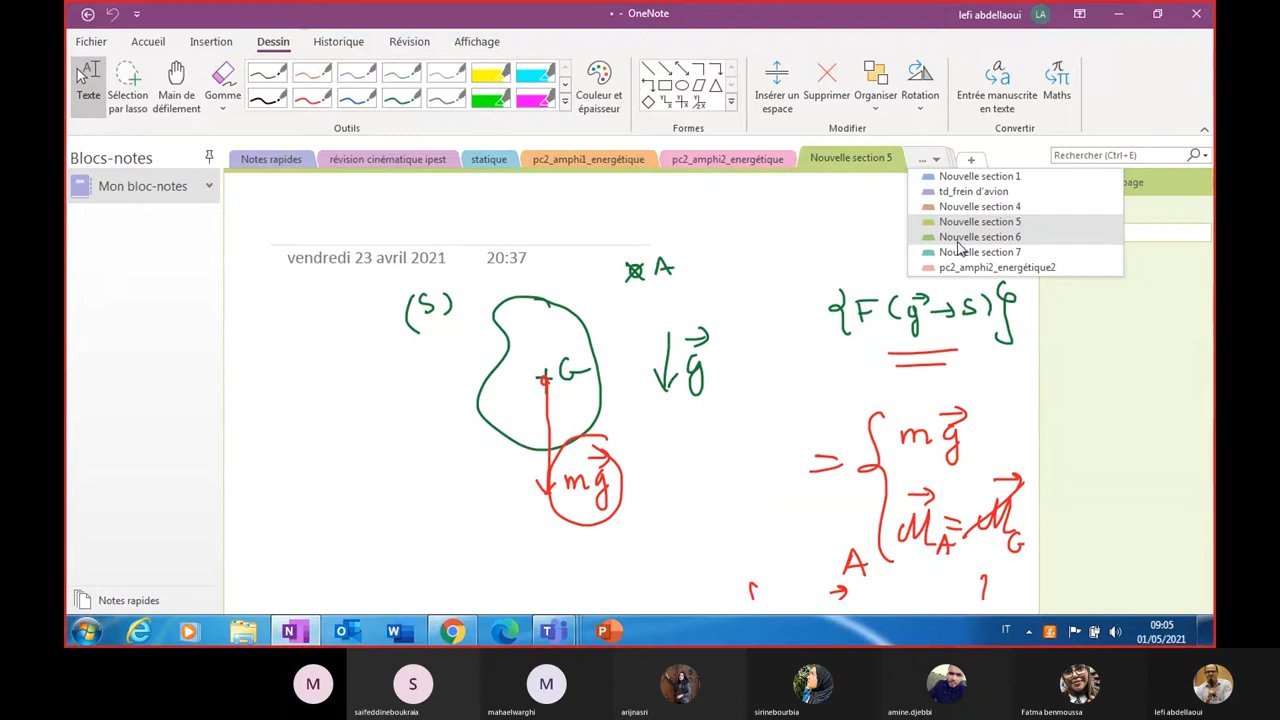 • - OneNote
lefi abdellaoui LA
Fichier Accueil Insertion Dessin Historique Révision Affichage
Texte
Sélection par lasso
Main de défilement
Gomme
Couleur et épaisseur
Insérer un espace
Supprimer
Organiser
Rotation
Entrée manuscrite en texte
Maths
Outils Formes Modifier Convertir
Blocs-notes
Notes rapides révision cinématique ipest statique pc2_amphi1_energétique pc2_amphi2_energétique Nouvelle section 5 ... +
Rechercher (Ctrl+E)
Mon bloc-notes
Nouvelle section 1
page
td_frein d'avion
Nouvelle section 4
Nouvelle section 5
Nouvelle section 6
Nouvelle section 7
pc2_amphi2_energétique2
vendredi 23 avril 2021 20:37
A
(S)
{F(g⃗→S)}
+G
g⃗
= { mg⃗
mg⃗
M⃗A = M⃗G
A
Notes rapides
IT
09:05
01/05/2021
M S M
saifeddineboukraia mahaelwarghi arijnasri sirinebourbia amine.djebbi Fatma benmoussa lefi abdellaoui